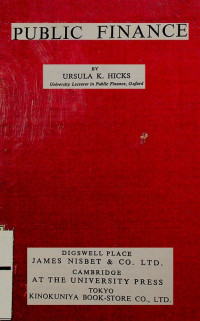 PUBLIC FINANCE
BY
URSULA K. HICKS
University Lecturer in Public Finance, Oxford
DIGSWELL PLACE
JAMES NISBET & CO. LTD.
CAMBRIDGE
AT THE UNIVERSITY PRESS
TOKYO
KINOKUNIYA BOOK-STORE CO., LTD.